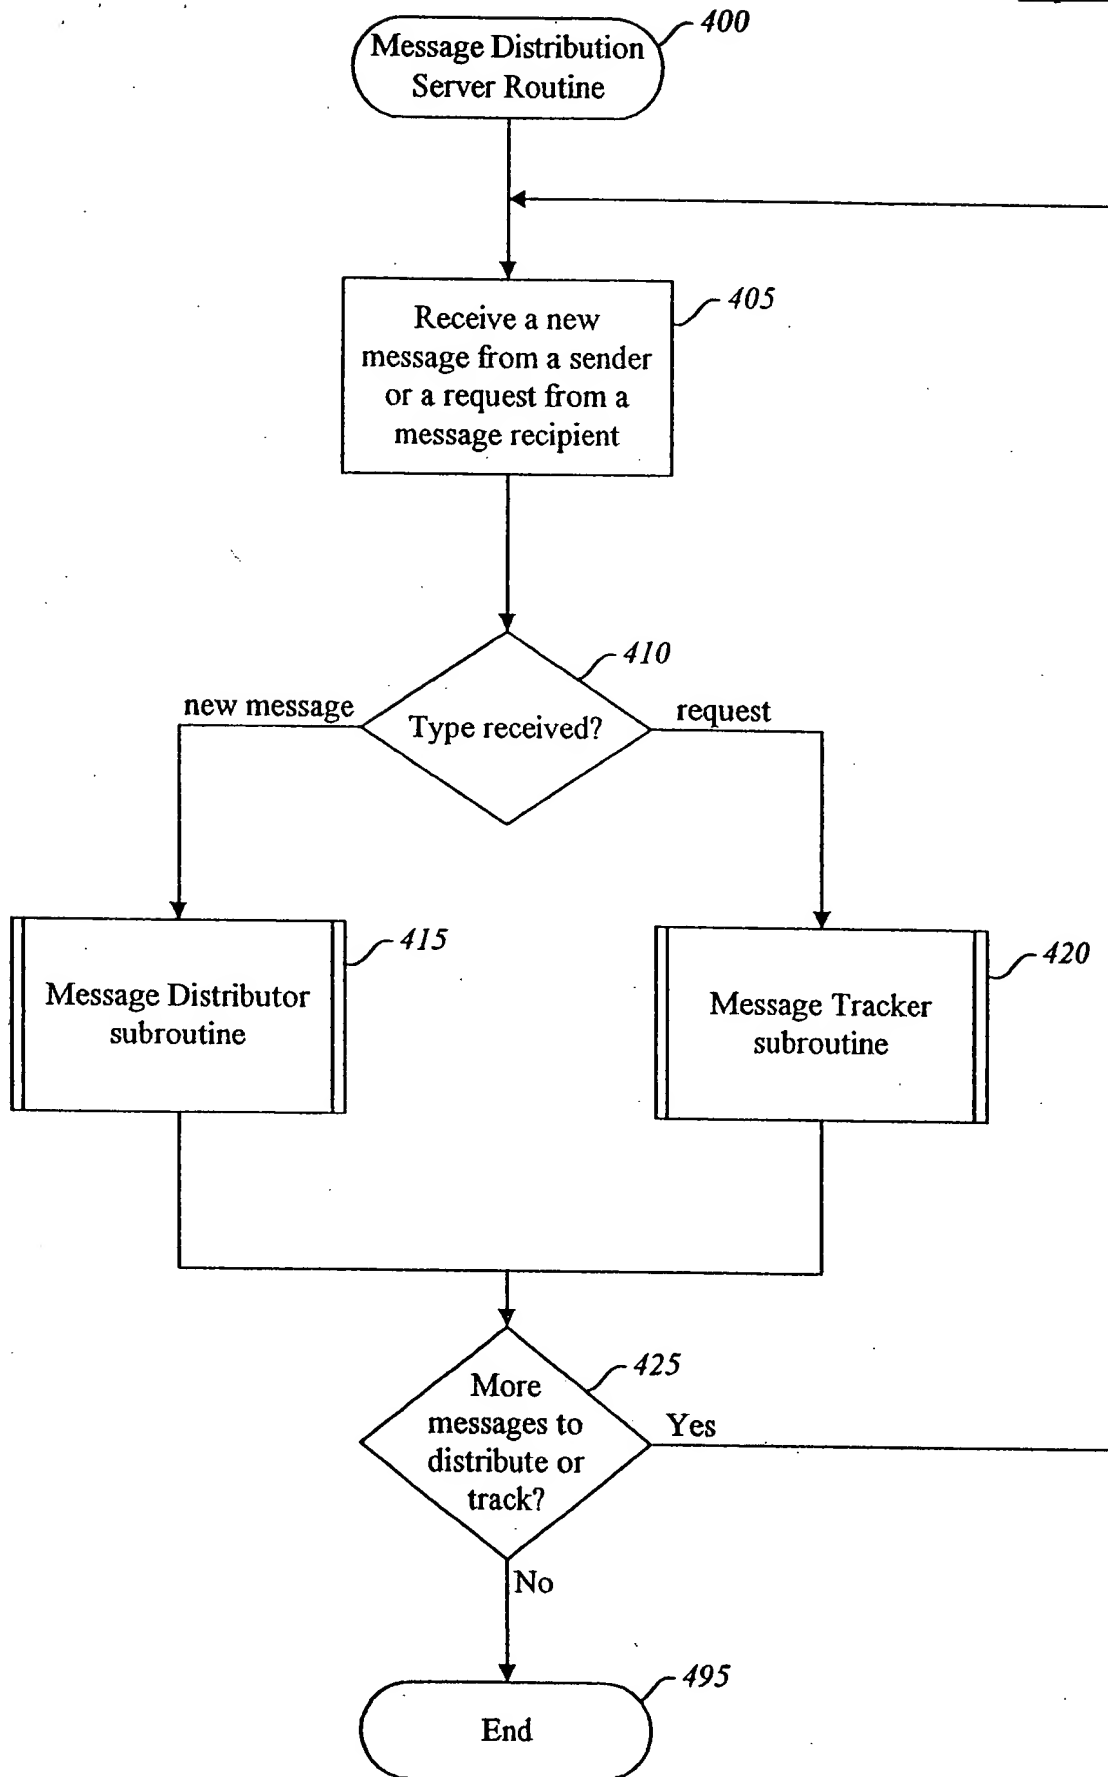 400
Message Distribution
Server Routine
405
Receive a new
message from a sender
or a request from a
message recipient
410
new message
Type received?
request
415
Message Distributor
subroutine
420
Message Tracker
subroutine
425
More
messages to
distribute or
track?
Yes
No
495
End